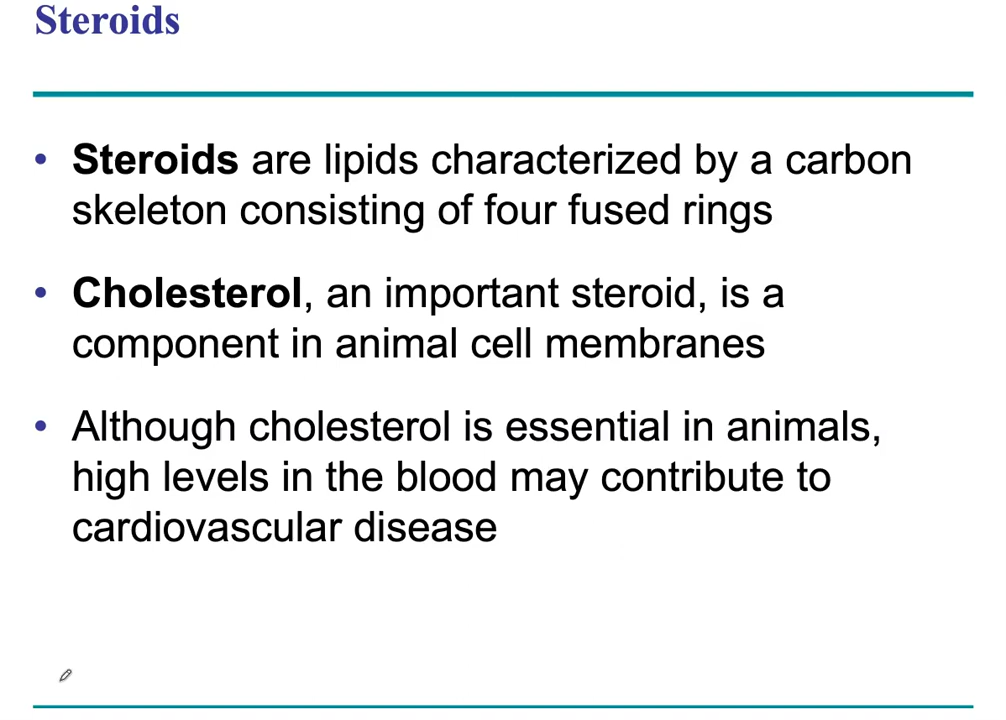 Steroids
• Steroids are lipids characterized by a carbon
skeleton consisting of four fused rings
• Cholesterol, an important steroid, is a
component in animal cell membranes
• Although cholesterol is essential in animals,
high levels in the blood may contribute to
cardiovascular disease